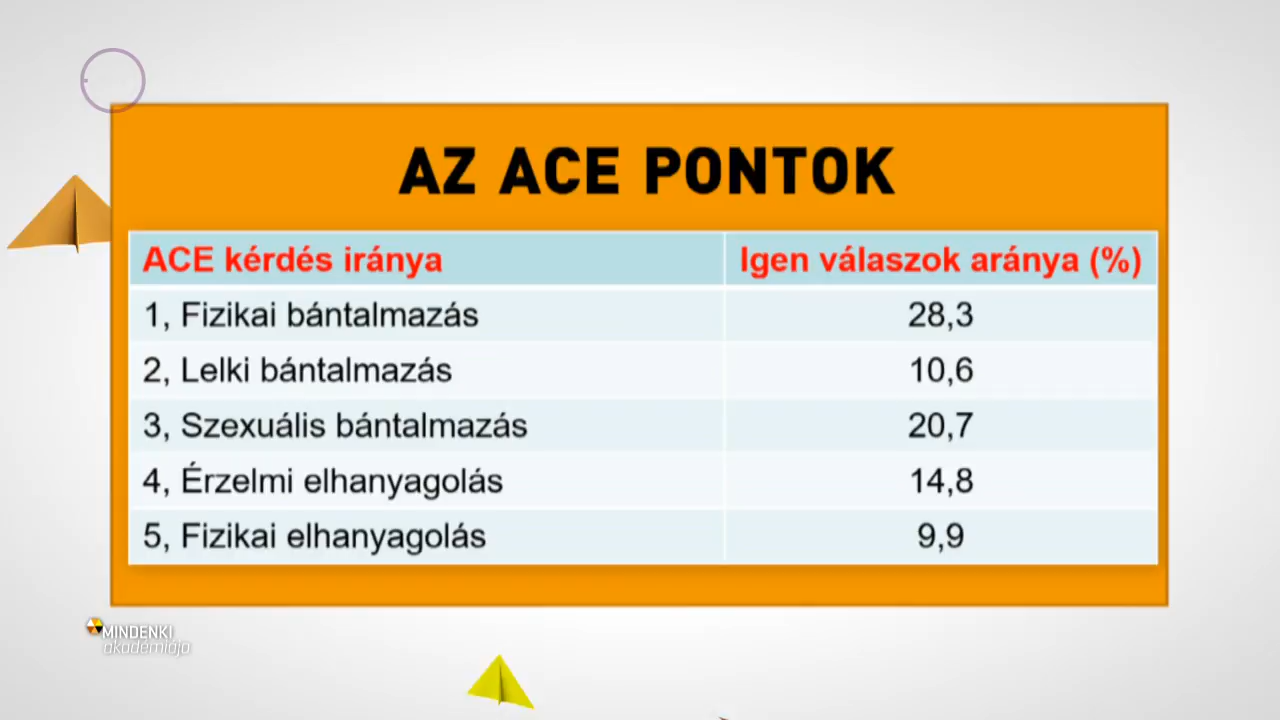 AZ ACE PONTOK
ACE kérdés iránya Igen válaszok aránya (%)
1, Fizikai bántalmazás 28,3
2, Lelki bántalmazás 10,6
3, Szexuális bántalmazás 20,7
4, Érzelmi elhanyagolás 14,8
5, Fizikai elhanyagolás 9,9
MINDENKI
akadémiája